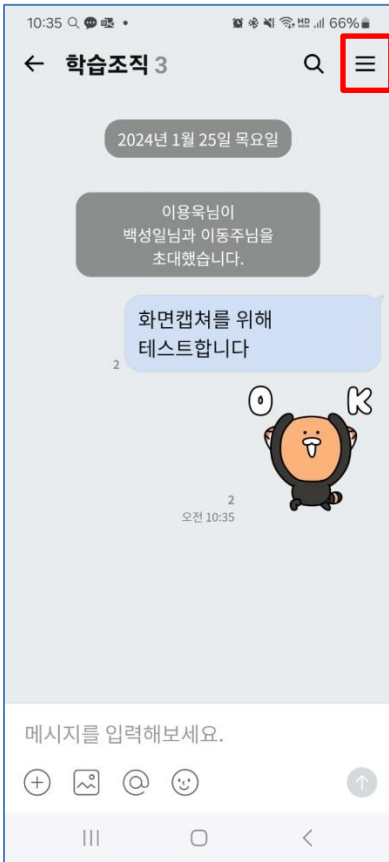 10:35
66%
학습조직 3
2024년 1월 25일 목요일
이용욱님이
백성일님과 이동주님을
초대했습니다.
화면캡쳐를 위해
테스트합니다
2
O K
2
오전 10:35
메시지를 입력해보세요.